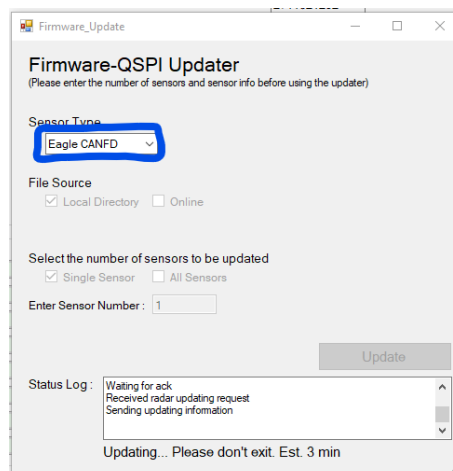 Firmware_Update
Firmware-QSPI Updater
(Please enter the number of sensors and sensor info before using the updater)
Sensor Type
Eagle CANFD
File Source
Local Directory Online
Select the number of sensors to be updated
Single Sensor All Sensors
Enter Sensor Number : 1
Update
Status Log :
Waiting for ack
Received radar updating request
Sending updating information
Updating... Please don't exit. Est. 3 min